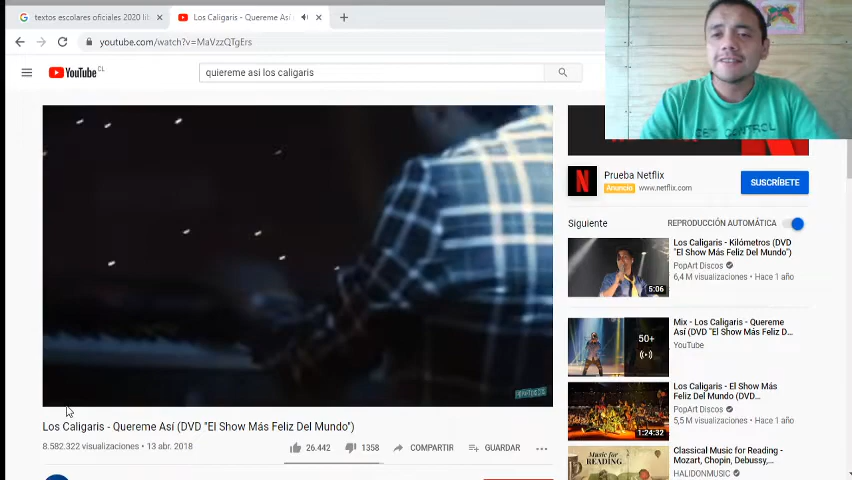 textos escolares oficiales 2020 lib
Los Caligaris - Quereme Así
youtube.com/watch?v=MaVzzQTgErs
YouTube CL
quiereme asi los caligaris
Los Caligaris - Quereme Así (DVD "El Show Más Feliz Del Mundo")
8.582.322 visualizaciones • 13 abr. 2018
26.442
1358
COMPARTIR
GUARDAR
Prueba Netflix
Anuncio www.netflix.com
SUSCRÍBETE
Siguiente
REPRODUCCIÓN AUTOMÁTICA
Los Caligaris - Kilómetros (DVD
"El Show Más Feliz Del Mundo")
PopArt Discos
6,4 M visualizaciones • Hace 1 año
5:06
Mix - Los Caligaris - Quereme
Así (DVD "El Show Más Feliz D...
YouTube
50+
Los Caligaris - El Show Más
Feliz Del Mundo (DVD...
PopArt Discos
5,5 M visualizaciones • Hace 1 año
1:24:32
Classical Music for Reading -
Mozart, Chopin, Debussy,...
HALIDONMUSIC
Music for
READING